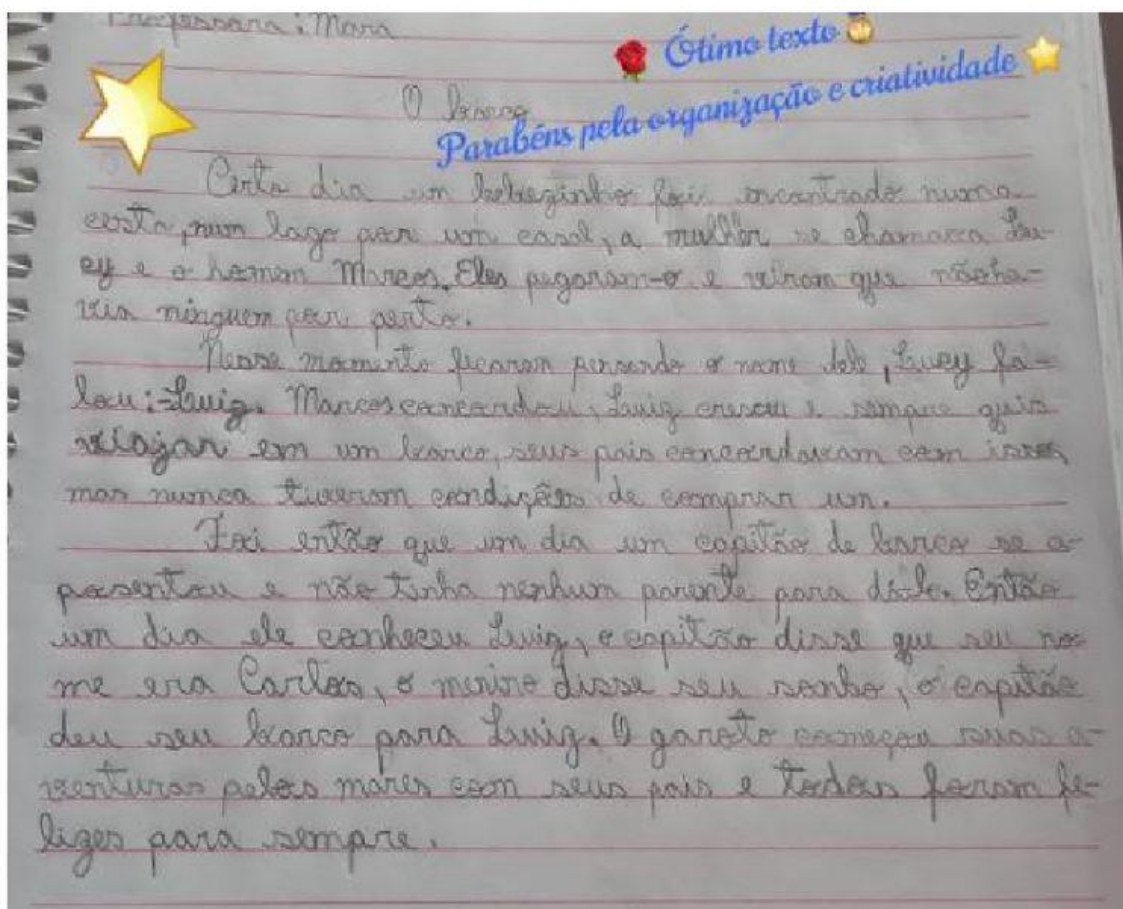 Professora: Mara
Ótimo texto
O barco
Parabéns pela organização e criatividade
Certo dia um bebezinho foi encontrado numa
cesta, num lago por um casal, a mulher se chamava Lu-
cy e o homem Marcos. Eles pegaram-o e viram que não ha-
via ninguem por perto.
Nesse momento ficaram pensando o nome dele, Lucy fa-
lou:-Luiz. Marcos concordou, Luiz cresceu e sempre quis
viajar em um barco, seus pais concordavam com isso,
mas nunca tiveram condições de comprar um.
Foi então que um dia um capitão de barco se a-
posentou e não tinha nenhum parente para dá-lo. Então
um dia ele conheceu Luiz, o capitão disse que seu no-
me era Carlos, o menino disse seu sonho, o capitão
deu seu barco para Luiz. O garoto começou suas a-
venturas pelos mares com seus pais e todos foram fe-
lizes para sempre.